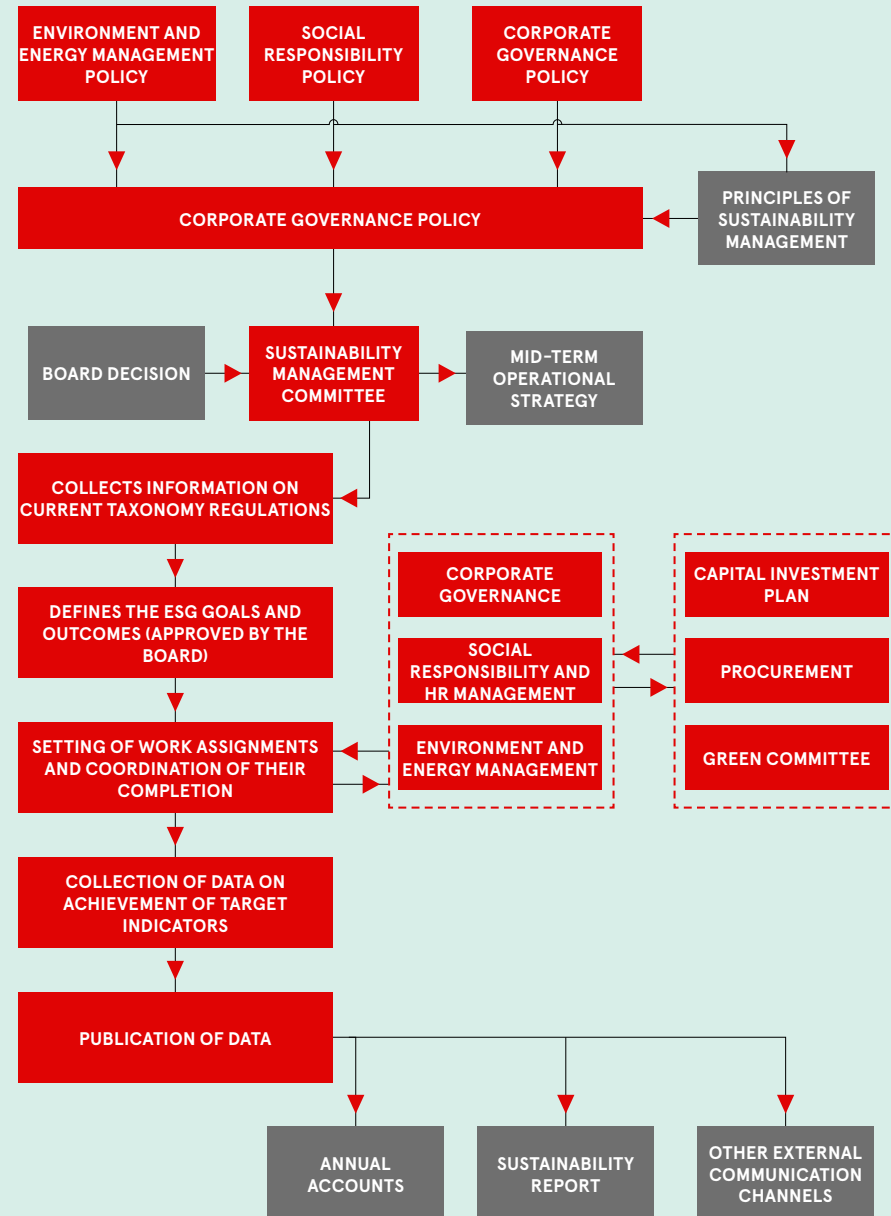 ENVIRONMENT AND
ENERGY MANAGEMENT
POLICY
SOCIAL
RESPONSIBILITY
POLICY
CORPORATE
GOVERNANCE
POLICY
CORPORATE GOVERNANCE POLICY
PRINCIPLES OF
SUSTAINABILITY
MANAGEMENT
BOARD DECISION
SUSTAINABILITY
MANAGEMENT
COMMITTEE
MID-TERM
OPERATIONAL
STRATEGY
COLLECTS INFORMATION ON
CURRENT TAXONOMY REGULATIONS
DEFINES THE ESG GOALS AND
OUTCOMES (APPROVED BY THE
BOARD)
SETTING OF WORK ASSIGNMENTS
AND COORDINATION OF THEIR
COMPLETION
CORPORATE
GOVERNANCE
SOCIAL
RESPONSIBILITY AND
HR MANAGEMENT
ENVIRONMENT AND
ENERGY MANAGEMENT
CAPITAL INVESTMENT
PLAN
PROCUREMENT
GREEN COMMITTEE
COLLECTION OF DATA ON
ACHIEVEMENT OF TARGET
INDICATORS
PUBLICATION OF DATA
ANNUAL
ACCOUNTS
SUSTAINABILITY
REPORT
OTHER EXTERNAL
COMMUNICATION
CHANNELS